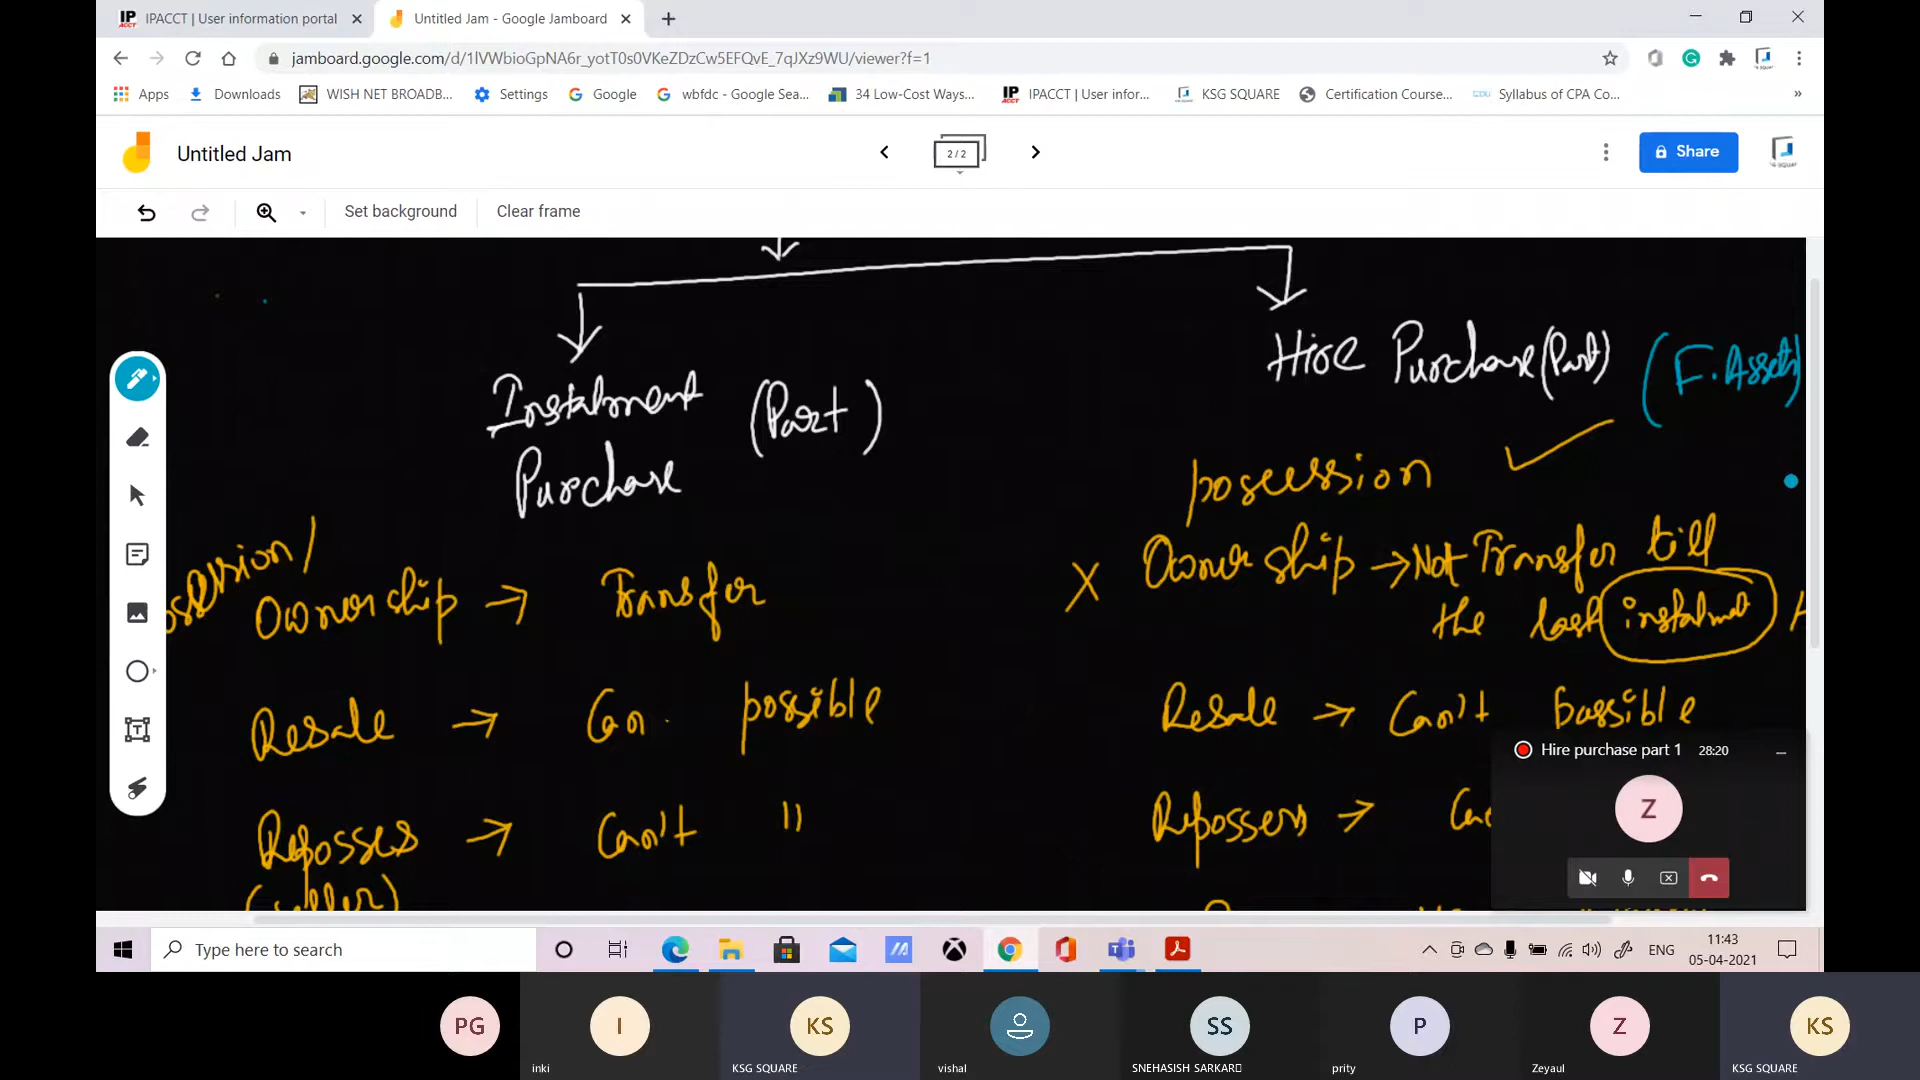 IPACCT | User information portal
Untitled Jam - Google Jamboard
jamboard.google.com/d/1lVWbioGpNA6r_yotT0s0VKeZDzCw5EFQvE_7qJXz9WU/viewer?f=1
Apps Downloads WISH NET BROADB... Settings Google wbfdc - Google Sea... 34 Low-Cost Ways... IPACCT | User infor... KSG SQUARE Certification Course... Syllabus of CPA Co... »
Untitled Jam
2 / 2
Share
Set background Clear frame
Hire Purchase (Part) (F. Assets)
Instalment (Part)
Purchase
possession
Ownership → Transfer
X Ownership → Not Transfer till
the last instalment
Resale → Can possible
Resale → Can't possible
Hire purchase part 1 28:20
Z
Reposses → Can't "
(seller)
Type here to search
ENG
11:43
05-04-2021
PG I KS SS P Z KS
inki KSG SQUARE vishal SNEHASISH SARKAR prity Zeyaul KSG SQUARE